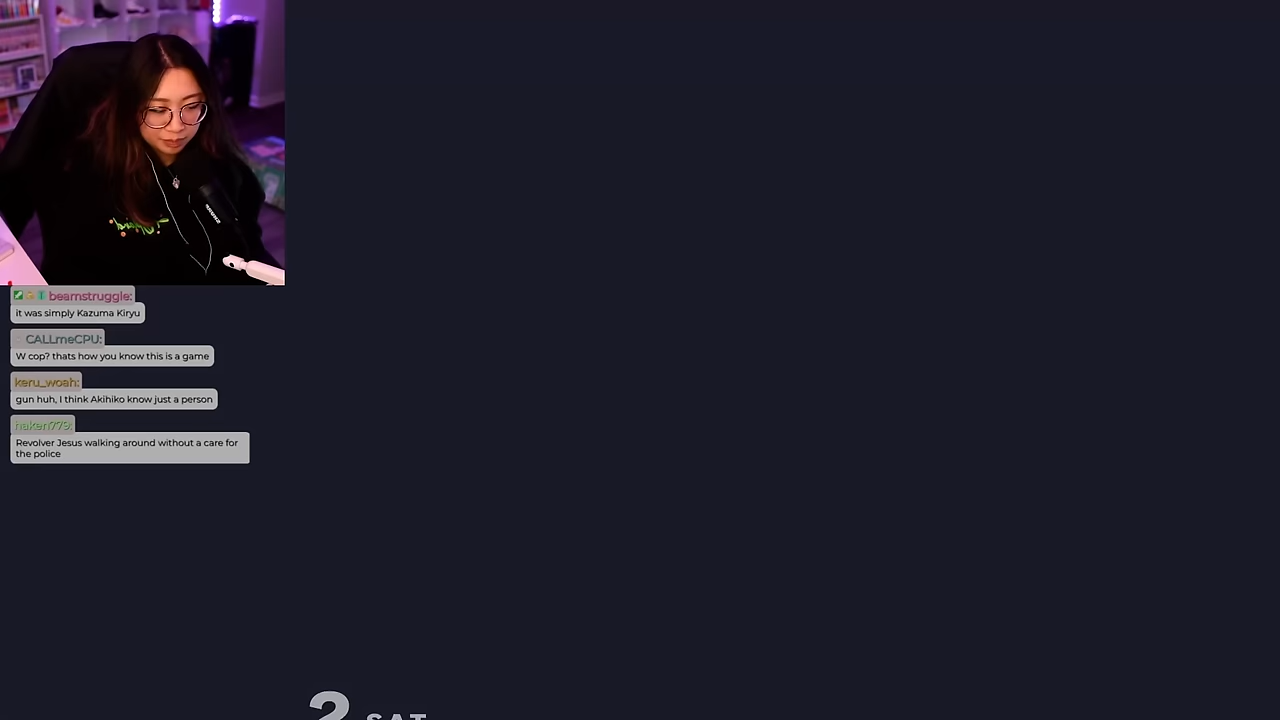 beamstruggle:
it was simply Kazuma Kiryu
CALLmeCPU:
W cop? thats how you know this is a game
keru_woah:
gun huh, I think Akihiko know just a person
haken779:
Revolver Jesus walking around without a care for
the police
2 SAT